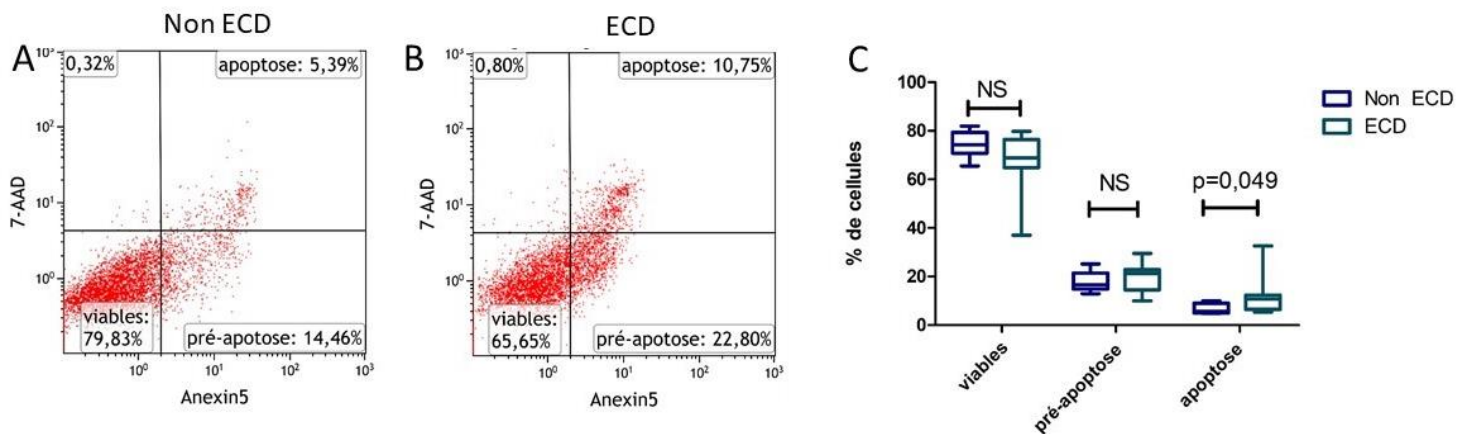 Non ECD
A
10³
0,32%
apoptose: 5,39%
10²
7-AAD
10¹
10⁰
viables:
79,83%
pré-apotose: 14,46%
10⁰ 10¹ 10² 10³
Anexin5
ECD
B
10³
0,80%
apoptose: 10,75%
10²
7-AAD
10¹
10⁰
viables:
65,65%
pré-apotose: 22,80%
10⁰ 10¹ 10² 10³
Anexin5
C
% de cellules
100
80
60
40
20
0
NS
NS
p=0,049
viables
pré-apoptose
apoptose
Non ECD
ECD